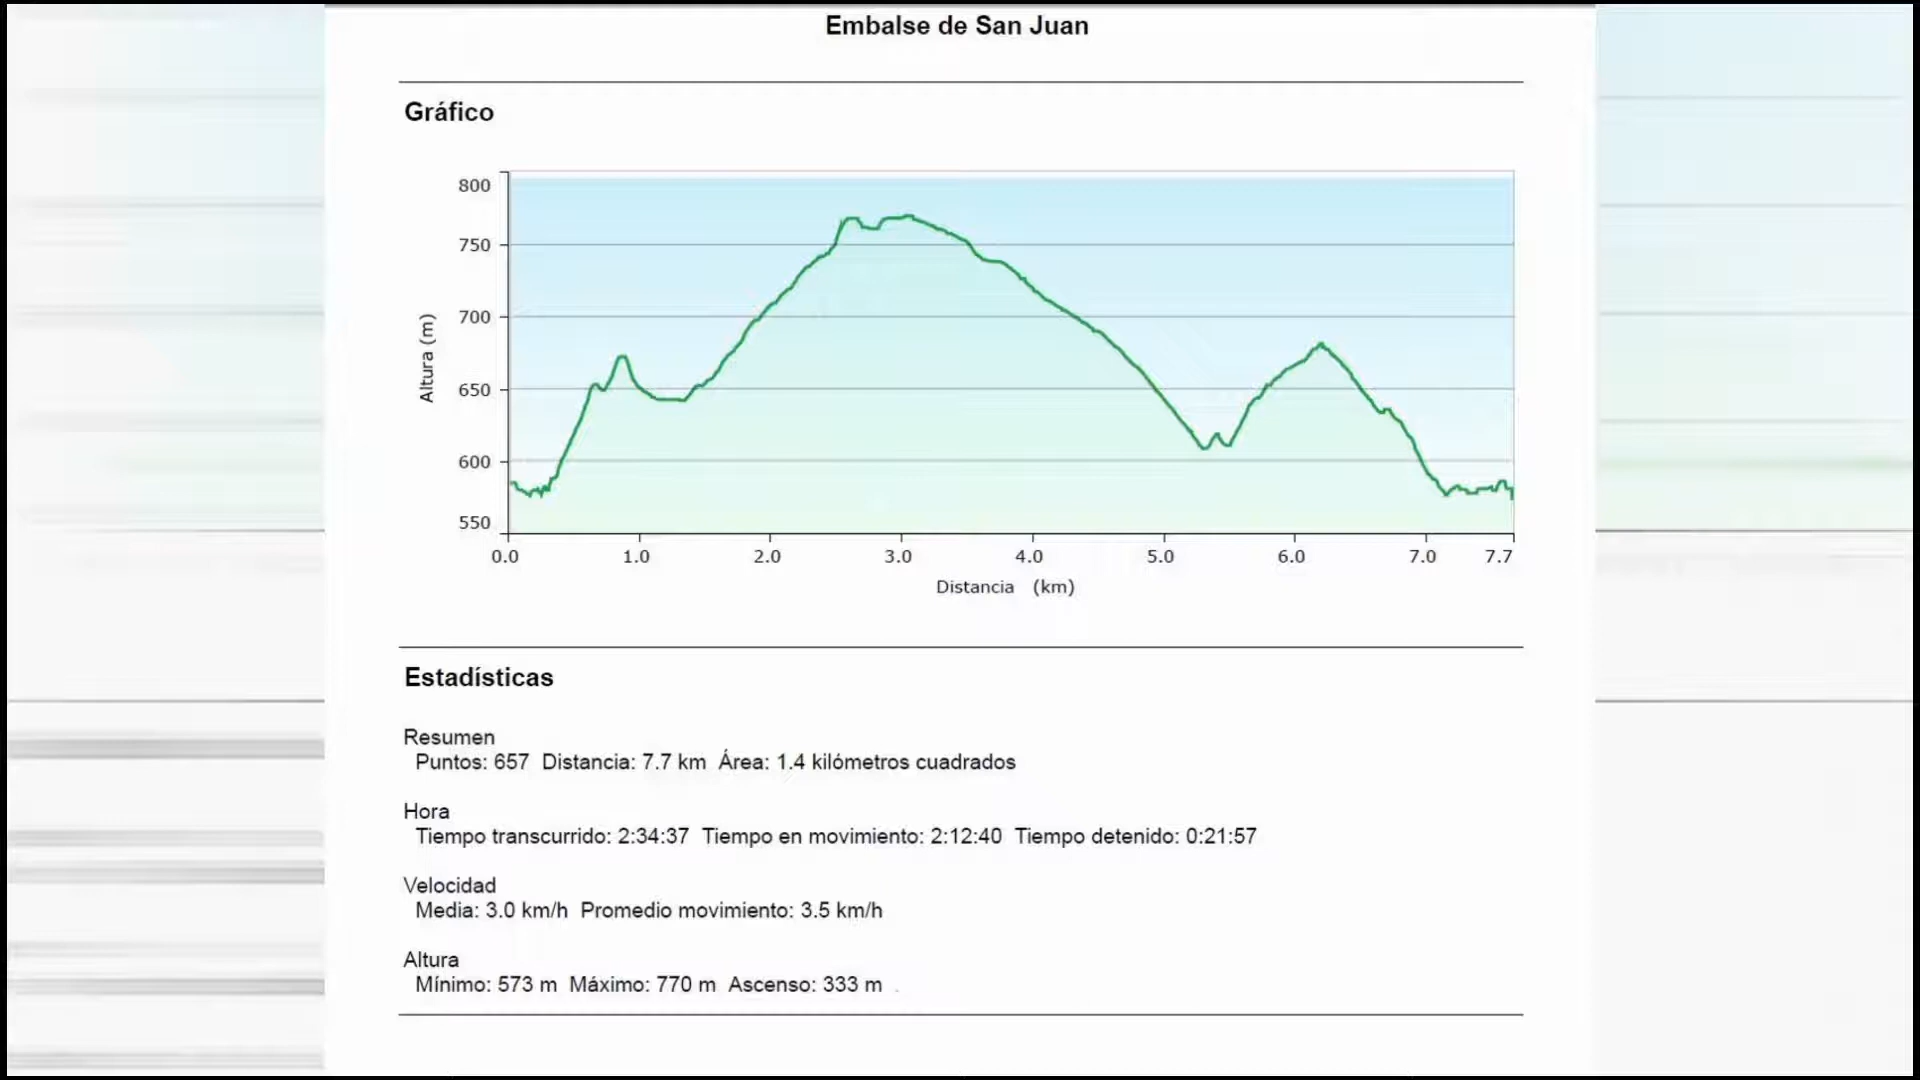 Embalse de San Juan
Gráfico
800
750
700
650
600
550
Altura (m)
0.0 1.0 2.0 3.0 4.0 5.0 6.0 7.0 7.7
Distancia (km)
Estadísticas
Resumen
Puntos: 657 Distancia: 7.7 km Área: 1.4 kilómetros cuadrados
Hora
Tiempo transcurrido: 2:34:37 Tiempo en movimiento: 2:12:40 Tiempo detenido: 0:21:57
Velocidad
Media: 3.0 km/h Promedio movimiento: 3.5 km/h
Altura
Mínimo: 573 m Máximo: 770 m Ascenso: 333 m